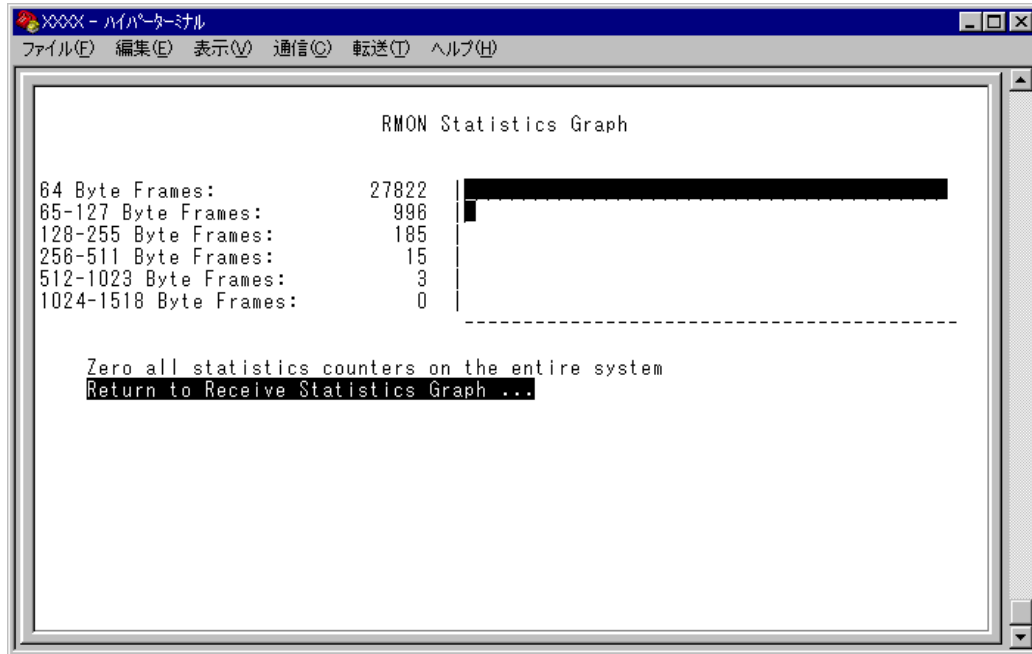 XXXX - ハイパーターミナル
ファイル(F) 編集(E) 表示(V) 通信(C) 転送(T) ヘルプ(H)
RMON Statistics Graph
64 Byte Frames: 27822
65-127 Byte Frames: 996
128-255 Byte Frames: 185
256-511 Byte Frames: 15
512-1023 Byte Frames: 3
1024-1518 Byte Frames: 0
Zero all statistics counters on the entire system
Return to Receive Statistics Graph ...